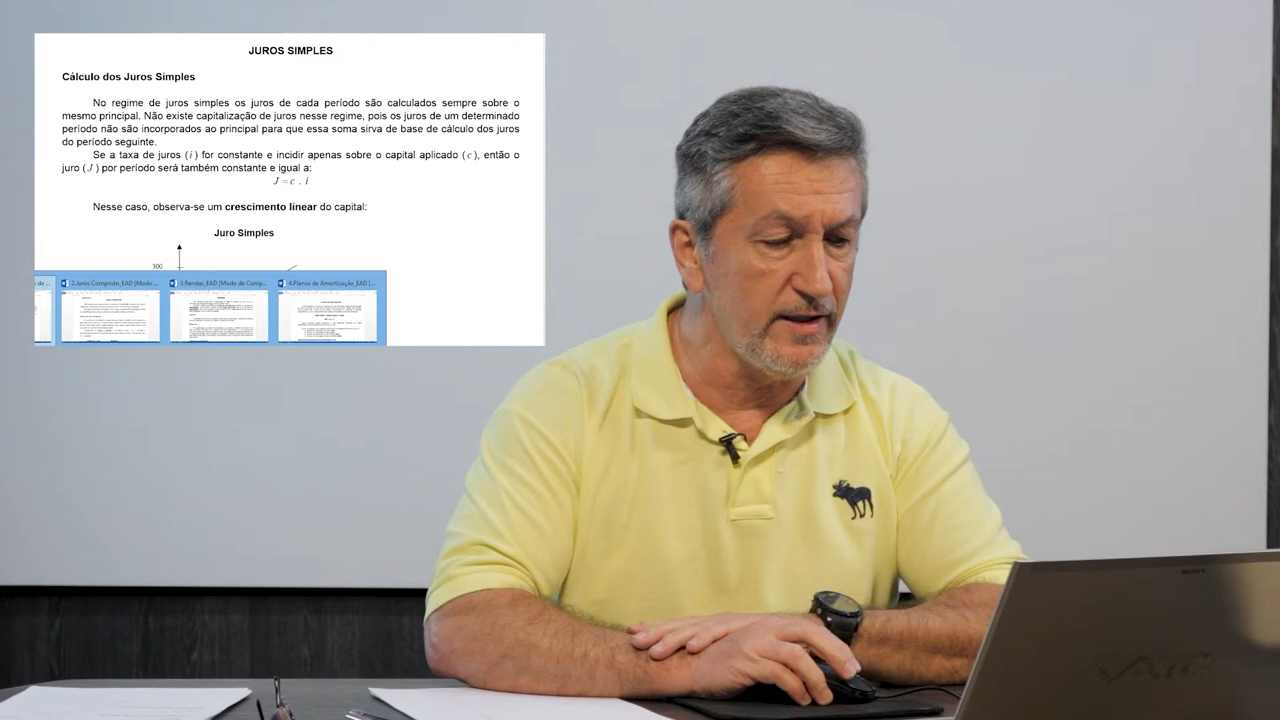 JUROS SIMPLES
Cálculo dos Juros Simples
No regime de juros simples os juros de cada período são calculados sempre sobre o
mesmo principal. Não existe capitalização de juros nesse regime, pois os juros de um determinado
período não são incorporados ao principal para que essa soma sirva de base de cálculo dos juros
do período seguinte.
Se a taxa de juros (i) for constante e incidir apenas sobre o capital aplicado (c), então o
juro (J) por período será também constante e igual a:
J = c . i
Nesse caso, observa-se um crescimento linear do capital:
Juro Simples
300
de ...
2.Juros Composto_EAD [Modo ...
3.Rendas_EAD [Modo de Comp...
4.Planos de Amortização_EAD [...
SONY
VAIO